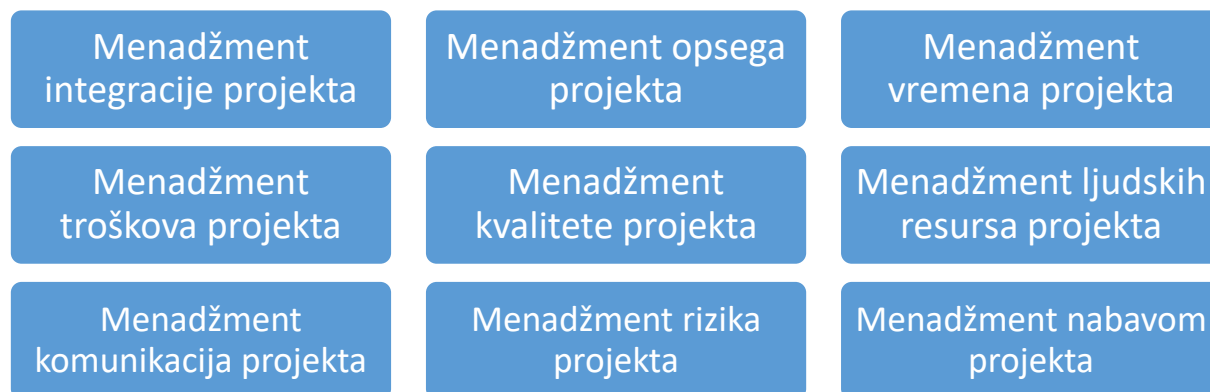 Menadžment
integracije projekta
Menadžment opsega
projekta
Menadžment
vremena projekta
Menadžment
troškova projekta
Menadžment
kvalitete projekta
Menadžment ljudskih
resursa projekta
Menadžment
komunikacija projekta
Menadžment rizika
projekta
Menadžment nabavom
projekta